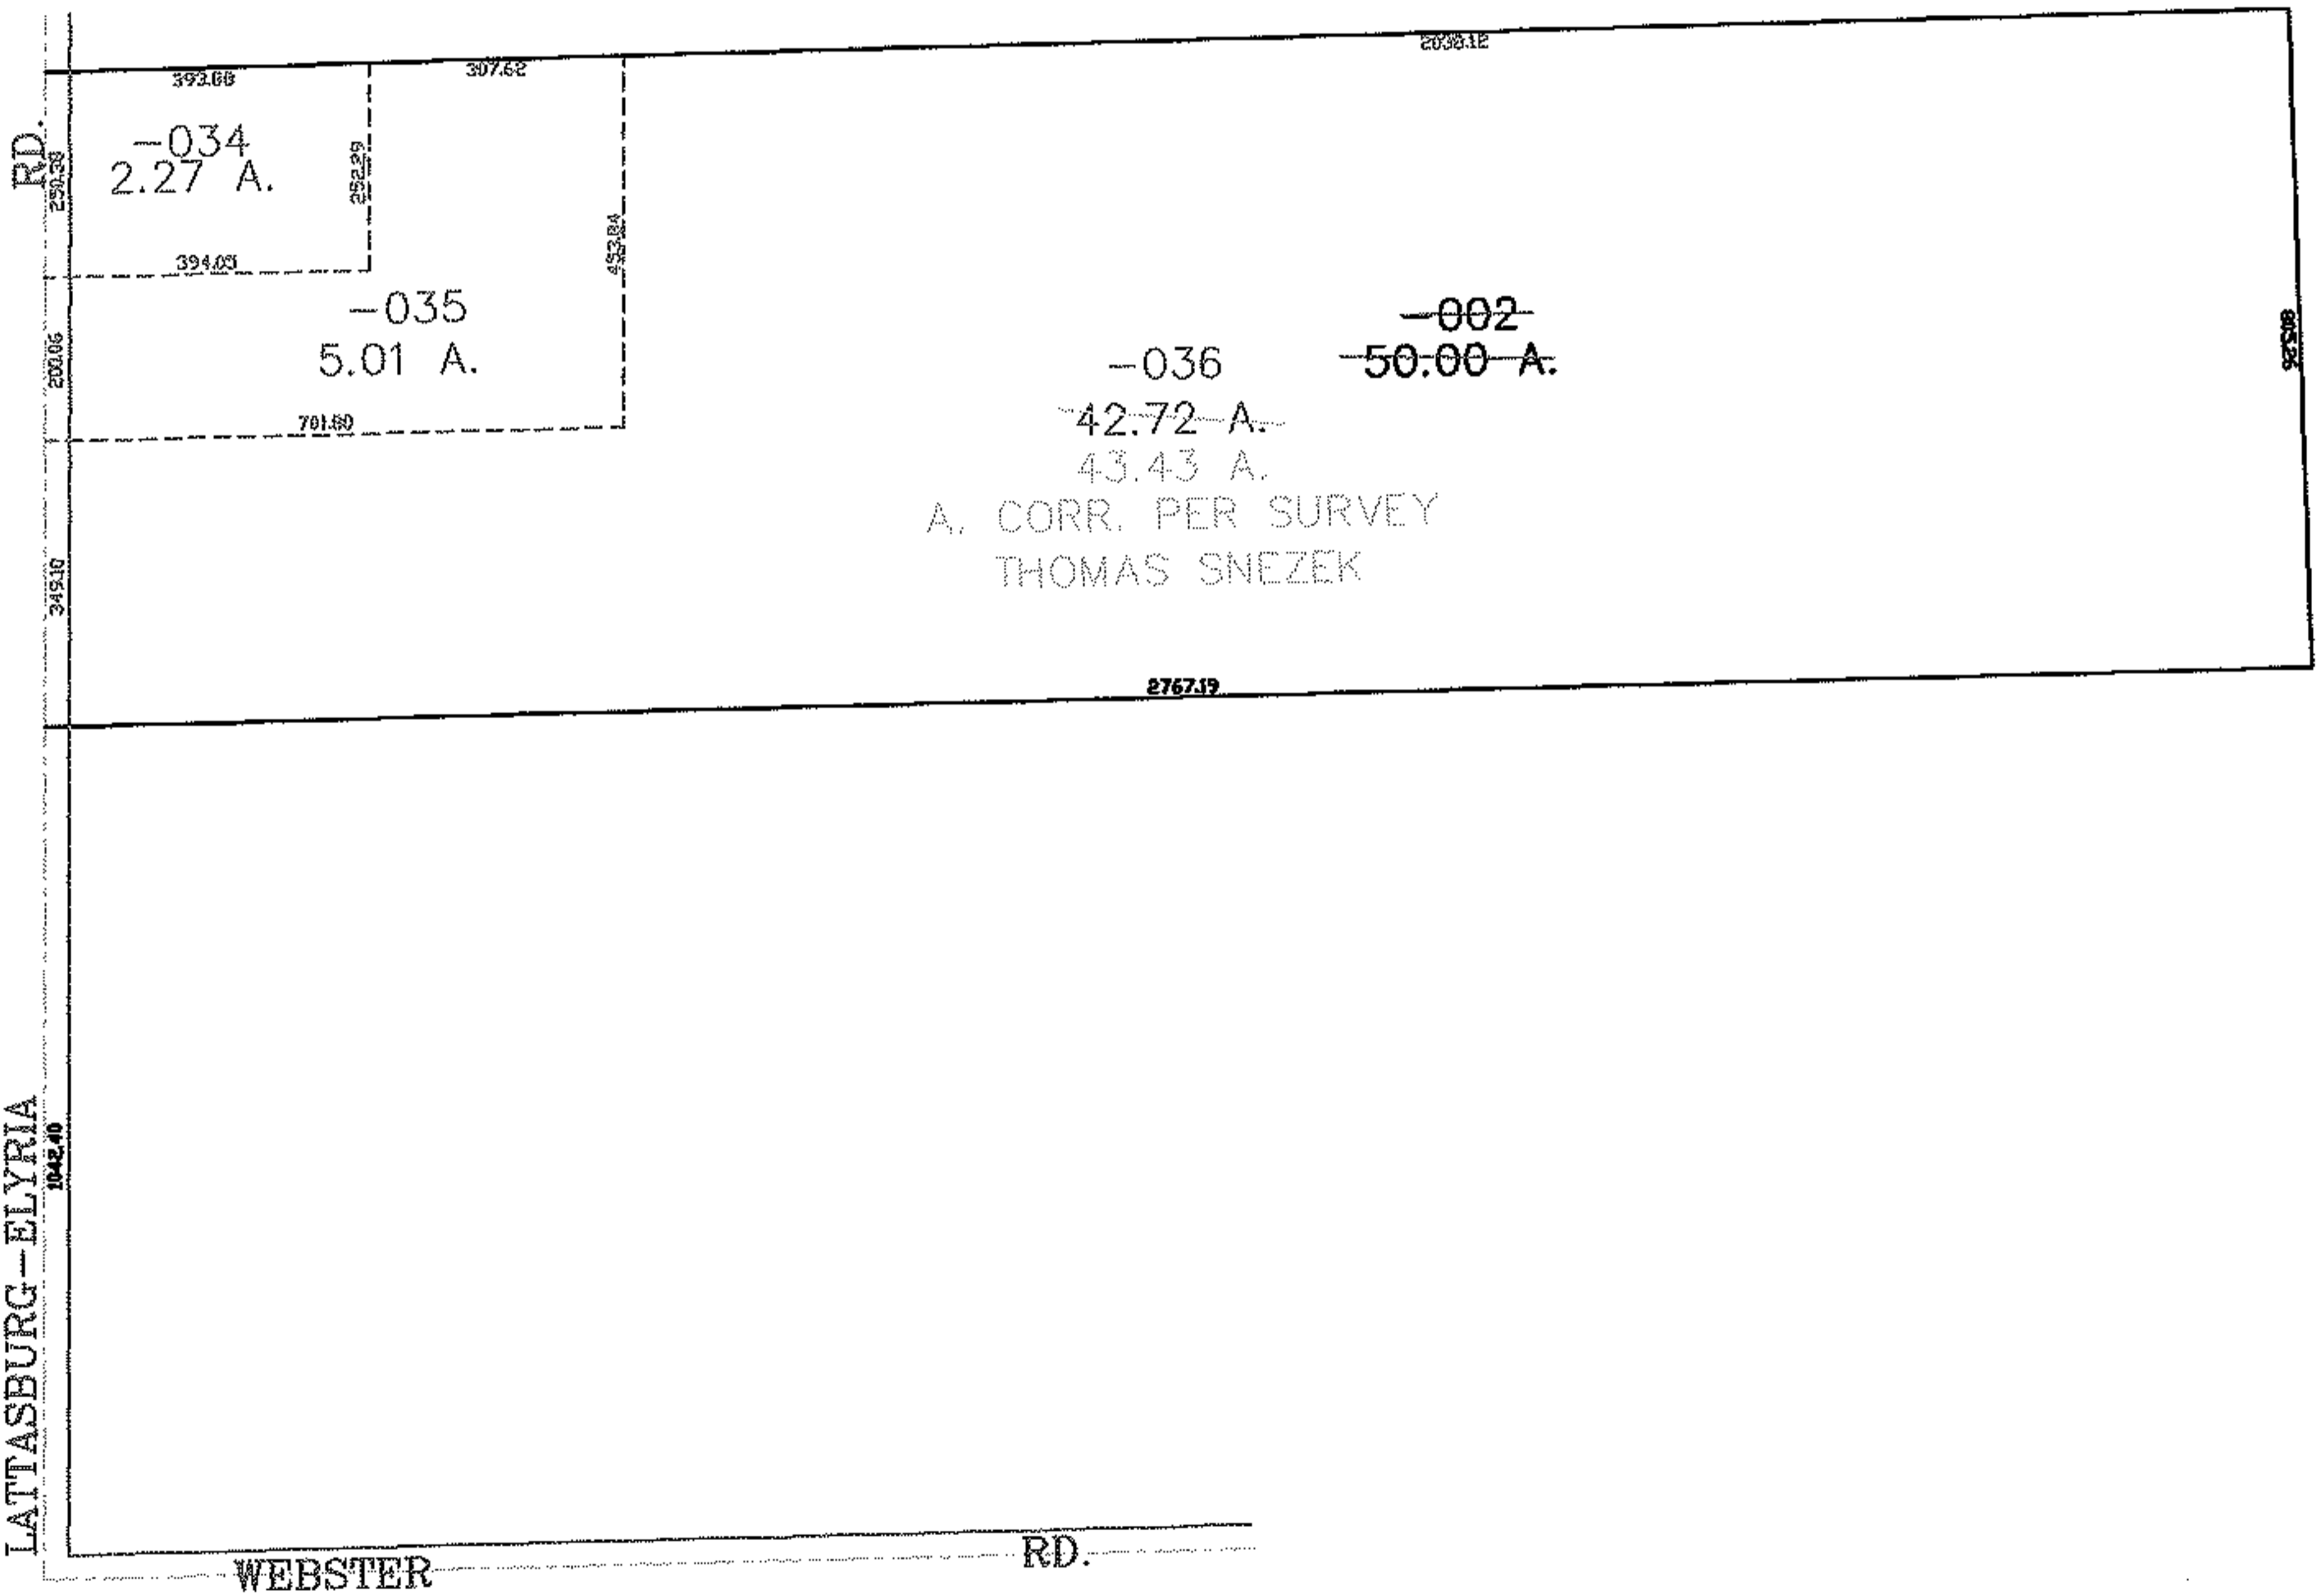 2038.12
393.88
307.62
RD.
250.38
-034
2.27 A.
252.29
453.84
394.05
-035
5.01 A.
200.06
701.80
-002
50.00 A.
805.26
-036
42.72 A.
43.43 A.
A. CORR. PER SURVEY
THOMAS SNEZEK
349.10
2767.19
LATTASBURG-ELYRIA
1042.40
WEBSTER RD.